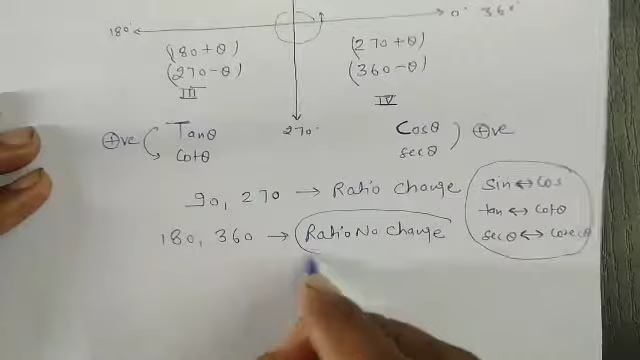 180° 0° 360°
(180+θ) (270+θ)
(270-θ) (360-θ)
III IV
270°
⊕ve Tanθ Cosθ ⊕ve
cotθ secθ
90, 270 → Ratio Change
180, 360 → Ratio No Change
sin ↔ cos
tan ↔ cotθ
secθ ↔ cosecθ